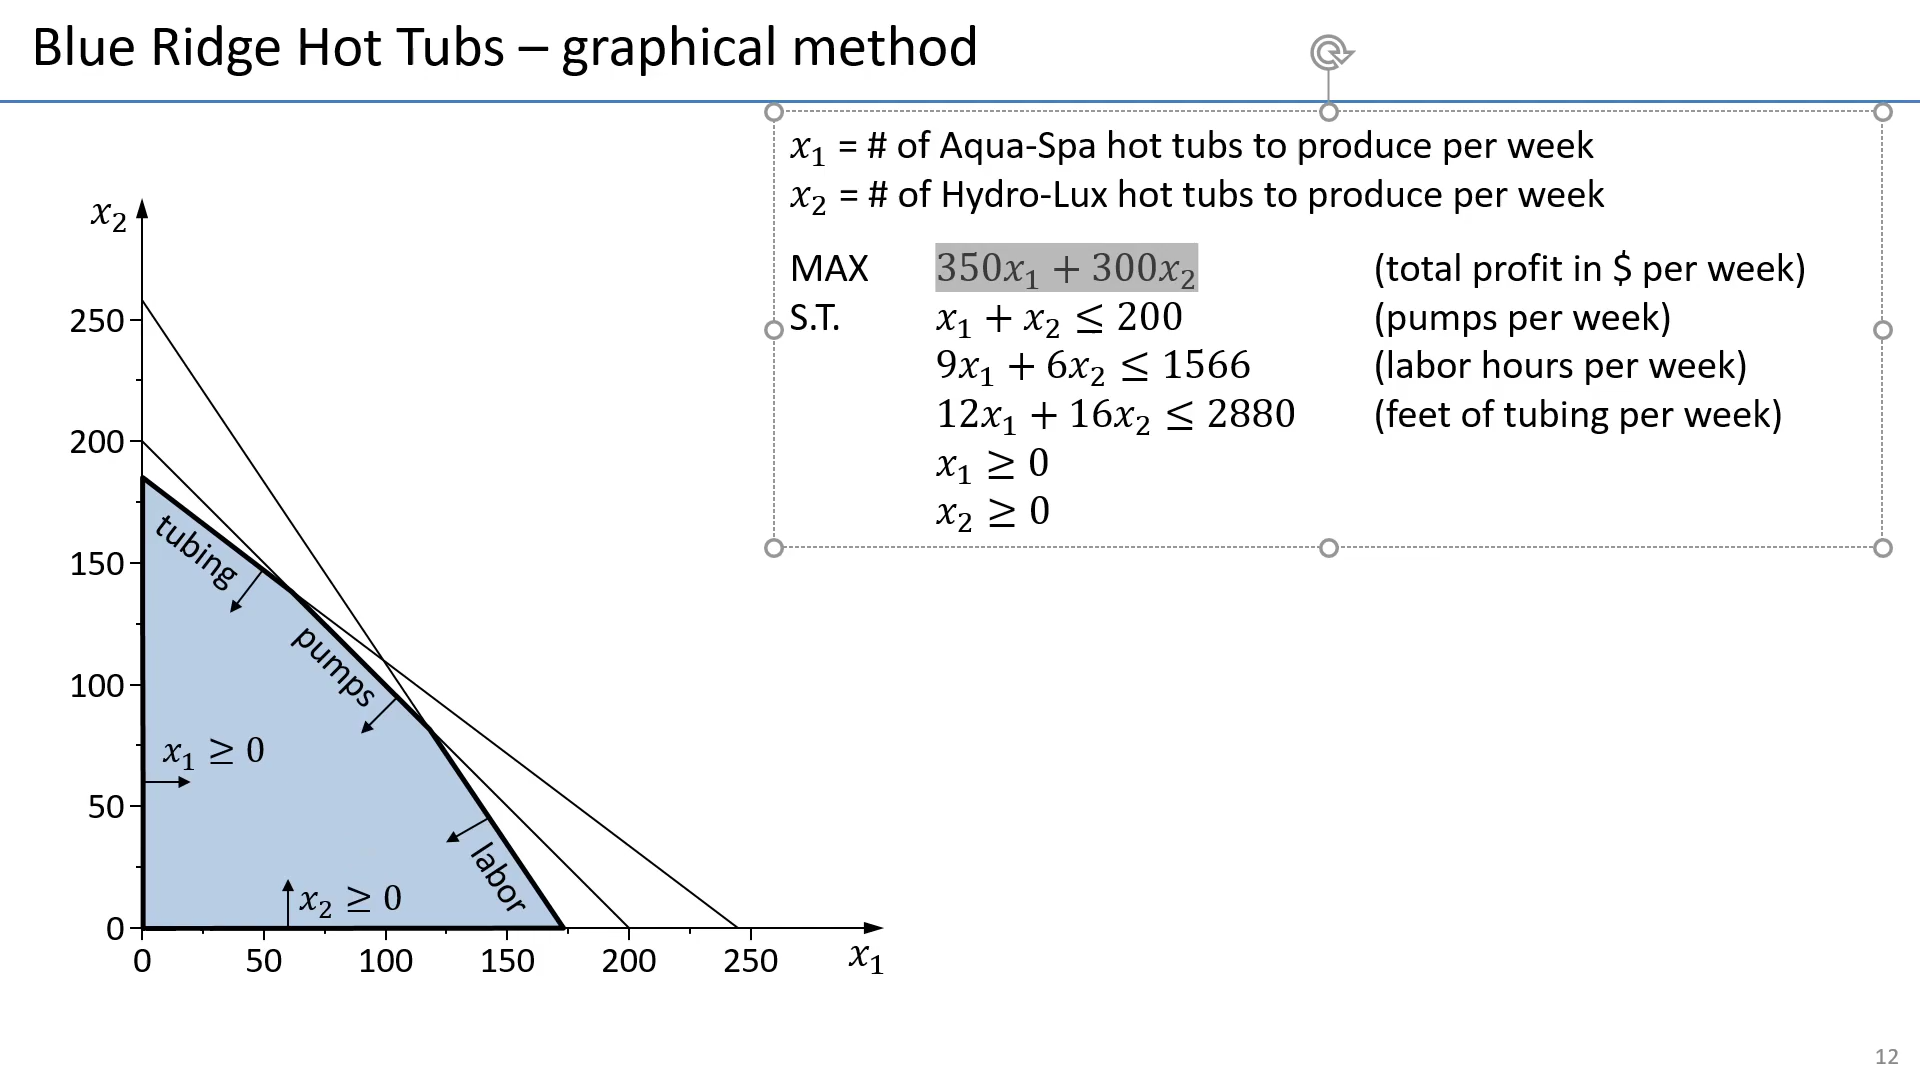 Blue Ridge Hot Tubs – graphical method
x₁ = # of Aqua-Spa hot tubs to produce per week
x₂ = # of Hydro-Lux hot tubs to produce per week
MAX 350x₁ + 300x₂ (total profit in $ per week)
S.T. x₁ + x₂ ≤ 200 (pumps per week)
9x₁ + 6x₂ ≤ 1566 (labor hours per week)
12x₁ + 16x₂ ≤ 2880 (feet of tubing per week)
x₁ ≥ 0
x₂ ≥ 0
x₂
250
200
150
100
50
0
tubing
pumps
labor
x₁ ≥ 0
x₂ ≥ 0
0 50 100 150 200 250
x₁
12